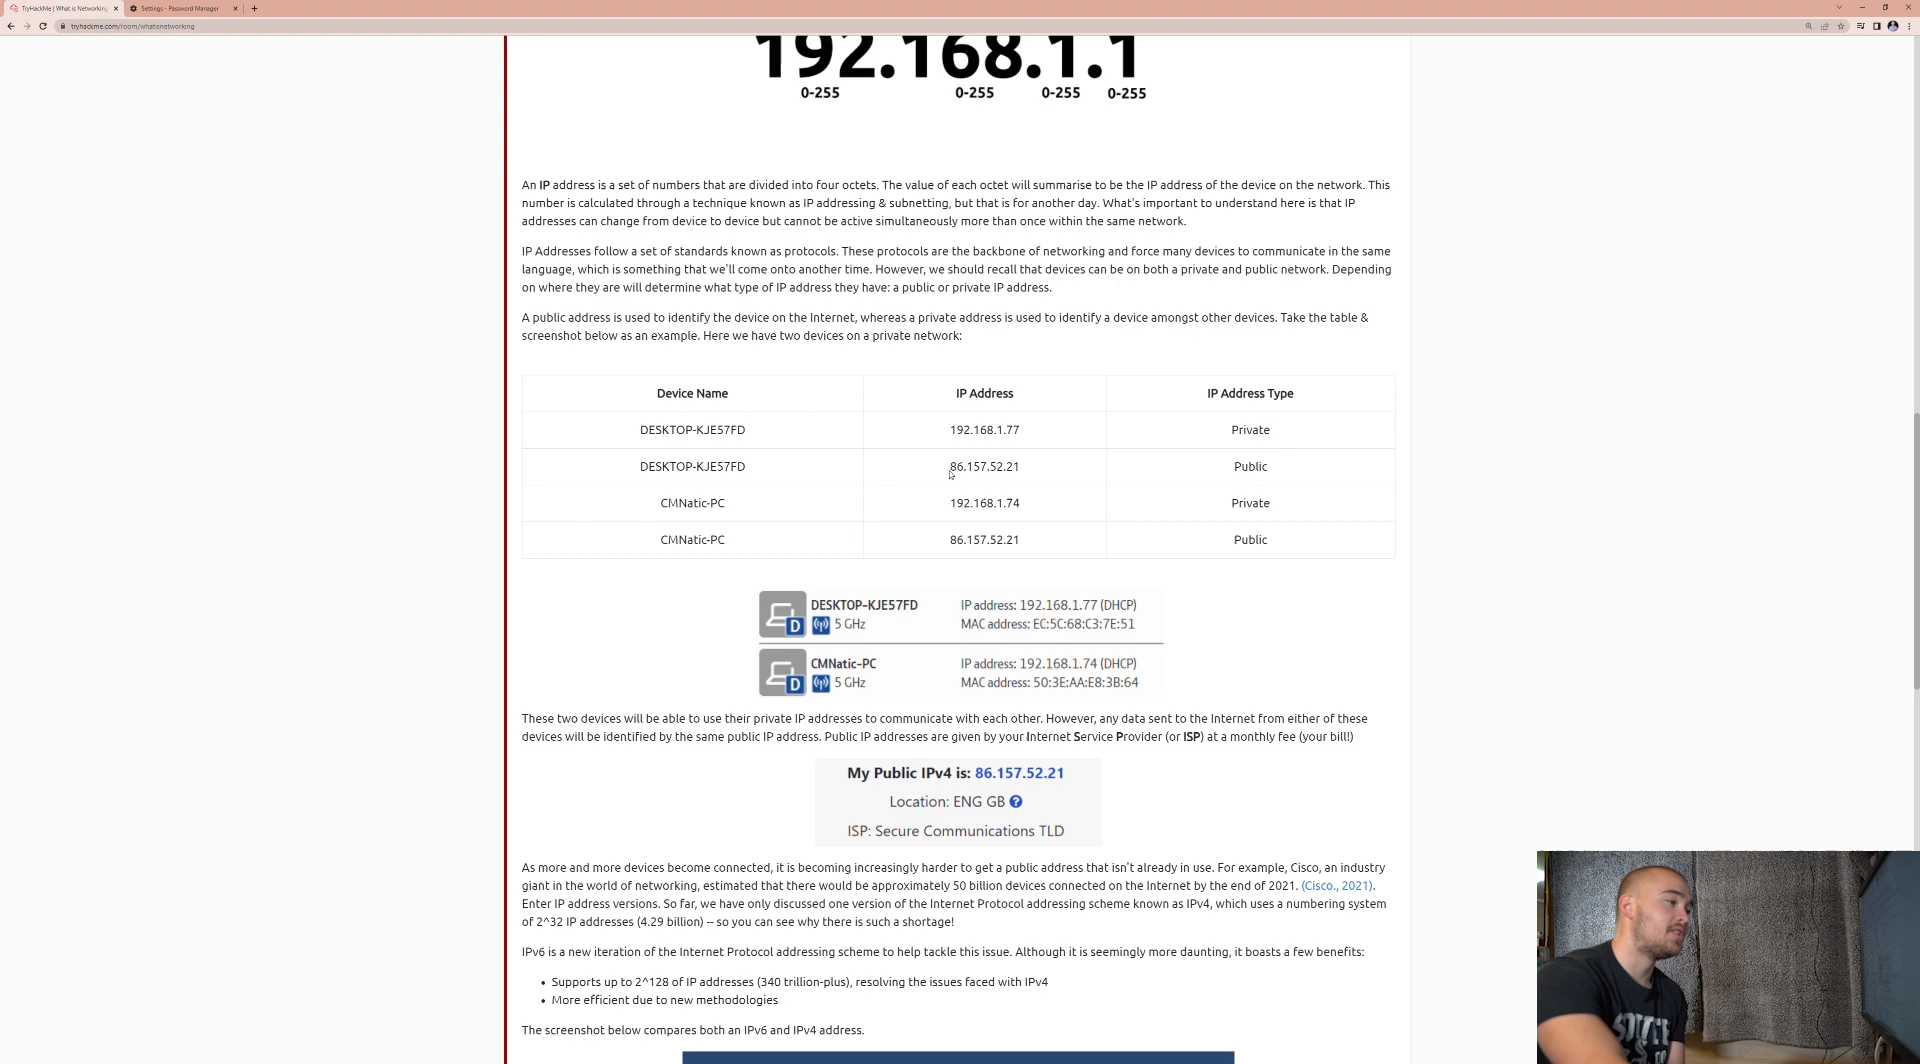 TryHackMe | What is Networking
Settings - Password Manager
tryhackme.com/room/whatisnetworking
192.168.1.1
0-255 0-255 0-255 0-255
An IP address is a set of numbers that are divided into four octets. The value of each octet will summarise to be the IP address of the device on the network. This
number is calculated through a technique known as IP addressing & subnetting, but that is for another day. What's important to understand here is that IP
addresses can change from device to device but cannot be active simultaneously more than once within the same network.
IP Addresses follow a set of standards known as protocols. These protocols are the backbone of networking and force many devices to communicate in the same
language, which is something that we'll come onto another time. However, we should recall that devices can be on both a private and public network. Depending
on where they are will determine what type of IP address they have: a public or private IP address.
A public address is used to identify the device on the Internet, whereas a private address is used to identify a device amongst other devices. Take the table &
screenshot below as an example. Here we have two devices on a private network:
Device Name IP Address IP Address Type
DESKTOP-KJE57FD 192.168.1.77 Private
DESKTOP-KJE57FD 86.157.52.21 Public
CMNatic-PC 192.168.1.74 Private
CMNatic-PC 86.157.52.21 Public
DESKTOP-KJE57FD IP address: 192.168.1.77 (DHCP)
D 5 GHz MAC address: EC:5C:68:C3:7E:51
CMNatic-PC IP address: 192.168.1.74 (DHCP)
D 5 GHz MAC address: 50:3E:AA:E8:3B:64
These two devices will be able to use their private IP addresses to communicate with each other. However, any data sent to the Internet from either of these
devices will be identified by the same public IP address. Public IP addresses are given by your Internet Service Provider (or ISP) at a monthly fee (your bill!)
My Public IPv4 is: 86.157.52.21
Location: ENG GB ?
ISP: Secure Communications TLD
As more and more devices become connected, it is becoming increasingly harder to get a public address that isn't already in use. For example, Cisco, an industry
giant in the world of networking, estimated that there would be approximately 50 billion devices connected on the Internet by the end of 2021. (Cisco., 2021).
Enter IP address versions. So far, we have only discussed one version of the Internet Protocol addressing scheme known as IPv4, which uses a numbering system
of 2^32 IP addresses (4.29 billion) -- so you can see why there is such a shortage!
IPv6 is a new iteration of the Internet Protocol addressing scheme to help tackle this issue. Although it is seemingly more daunting, it boasts a few benefits:
• Supports up to 2^128 of IP addresses (340 trillion-plus), resolving the issues faced with IPv4
• More efficient due to new methodologies
The screenshot below compares both an IPv6 and IPv4 address.